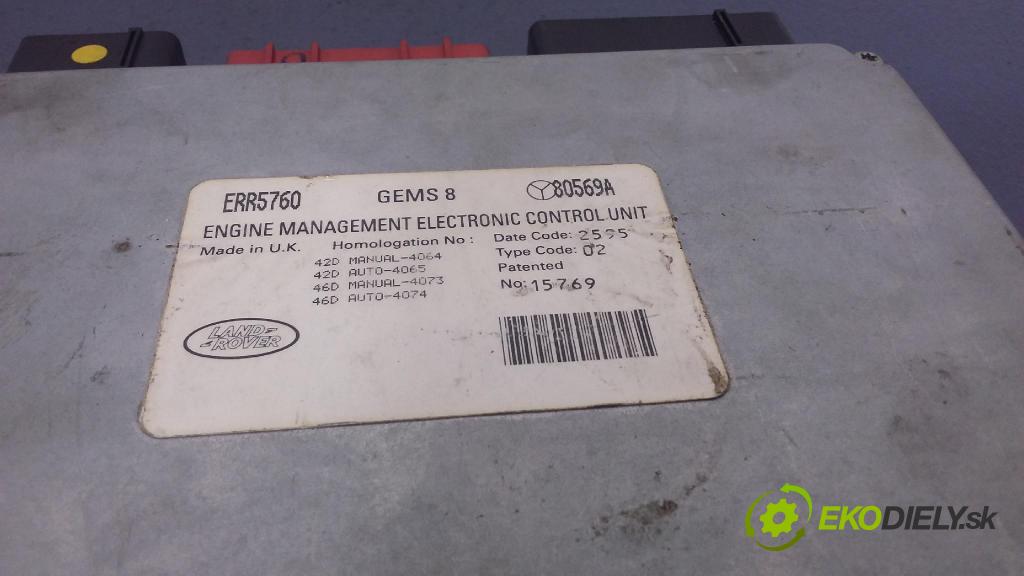 ERR5760 GEMS 8 80569A
ENGINE MANAGEMENT ELECTRONIC CONTROL UNIT
Made in U.K. Homologation No : Date Code: 2595
42D MANUAL-4064 Type Code: 02
42D AUTO-4065 Patented
46D MANUAL-4073 No: 15769
46D AUTO-4074
LAND
ROVER
EKODIELY.sk